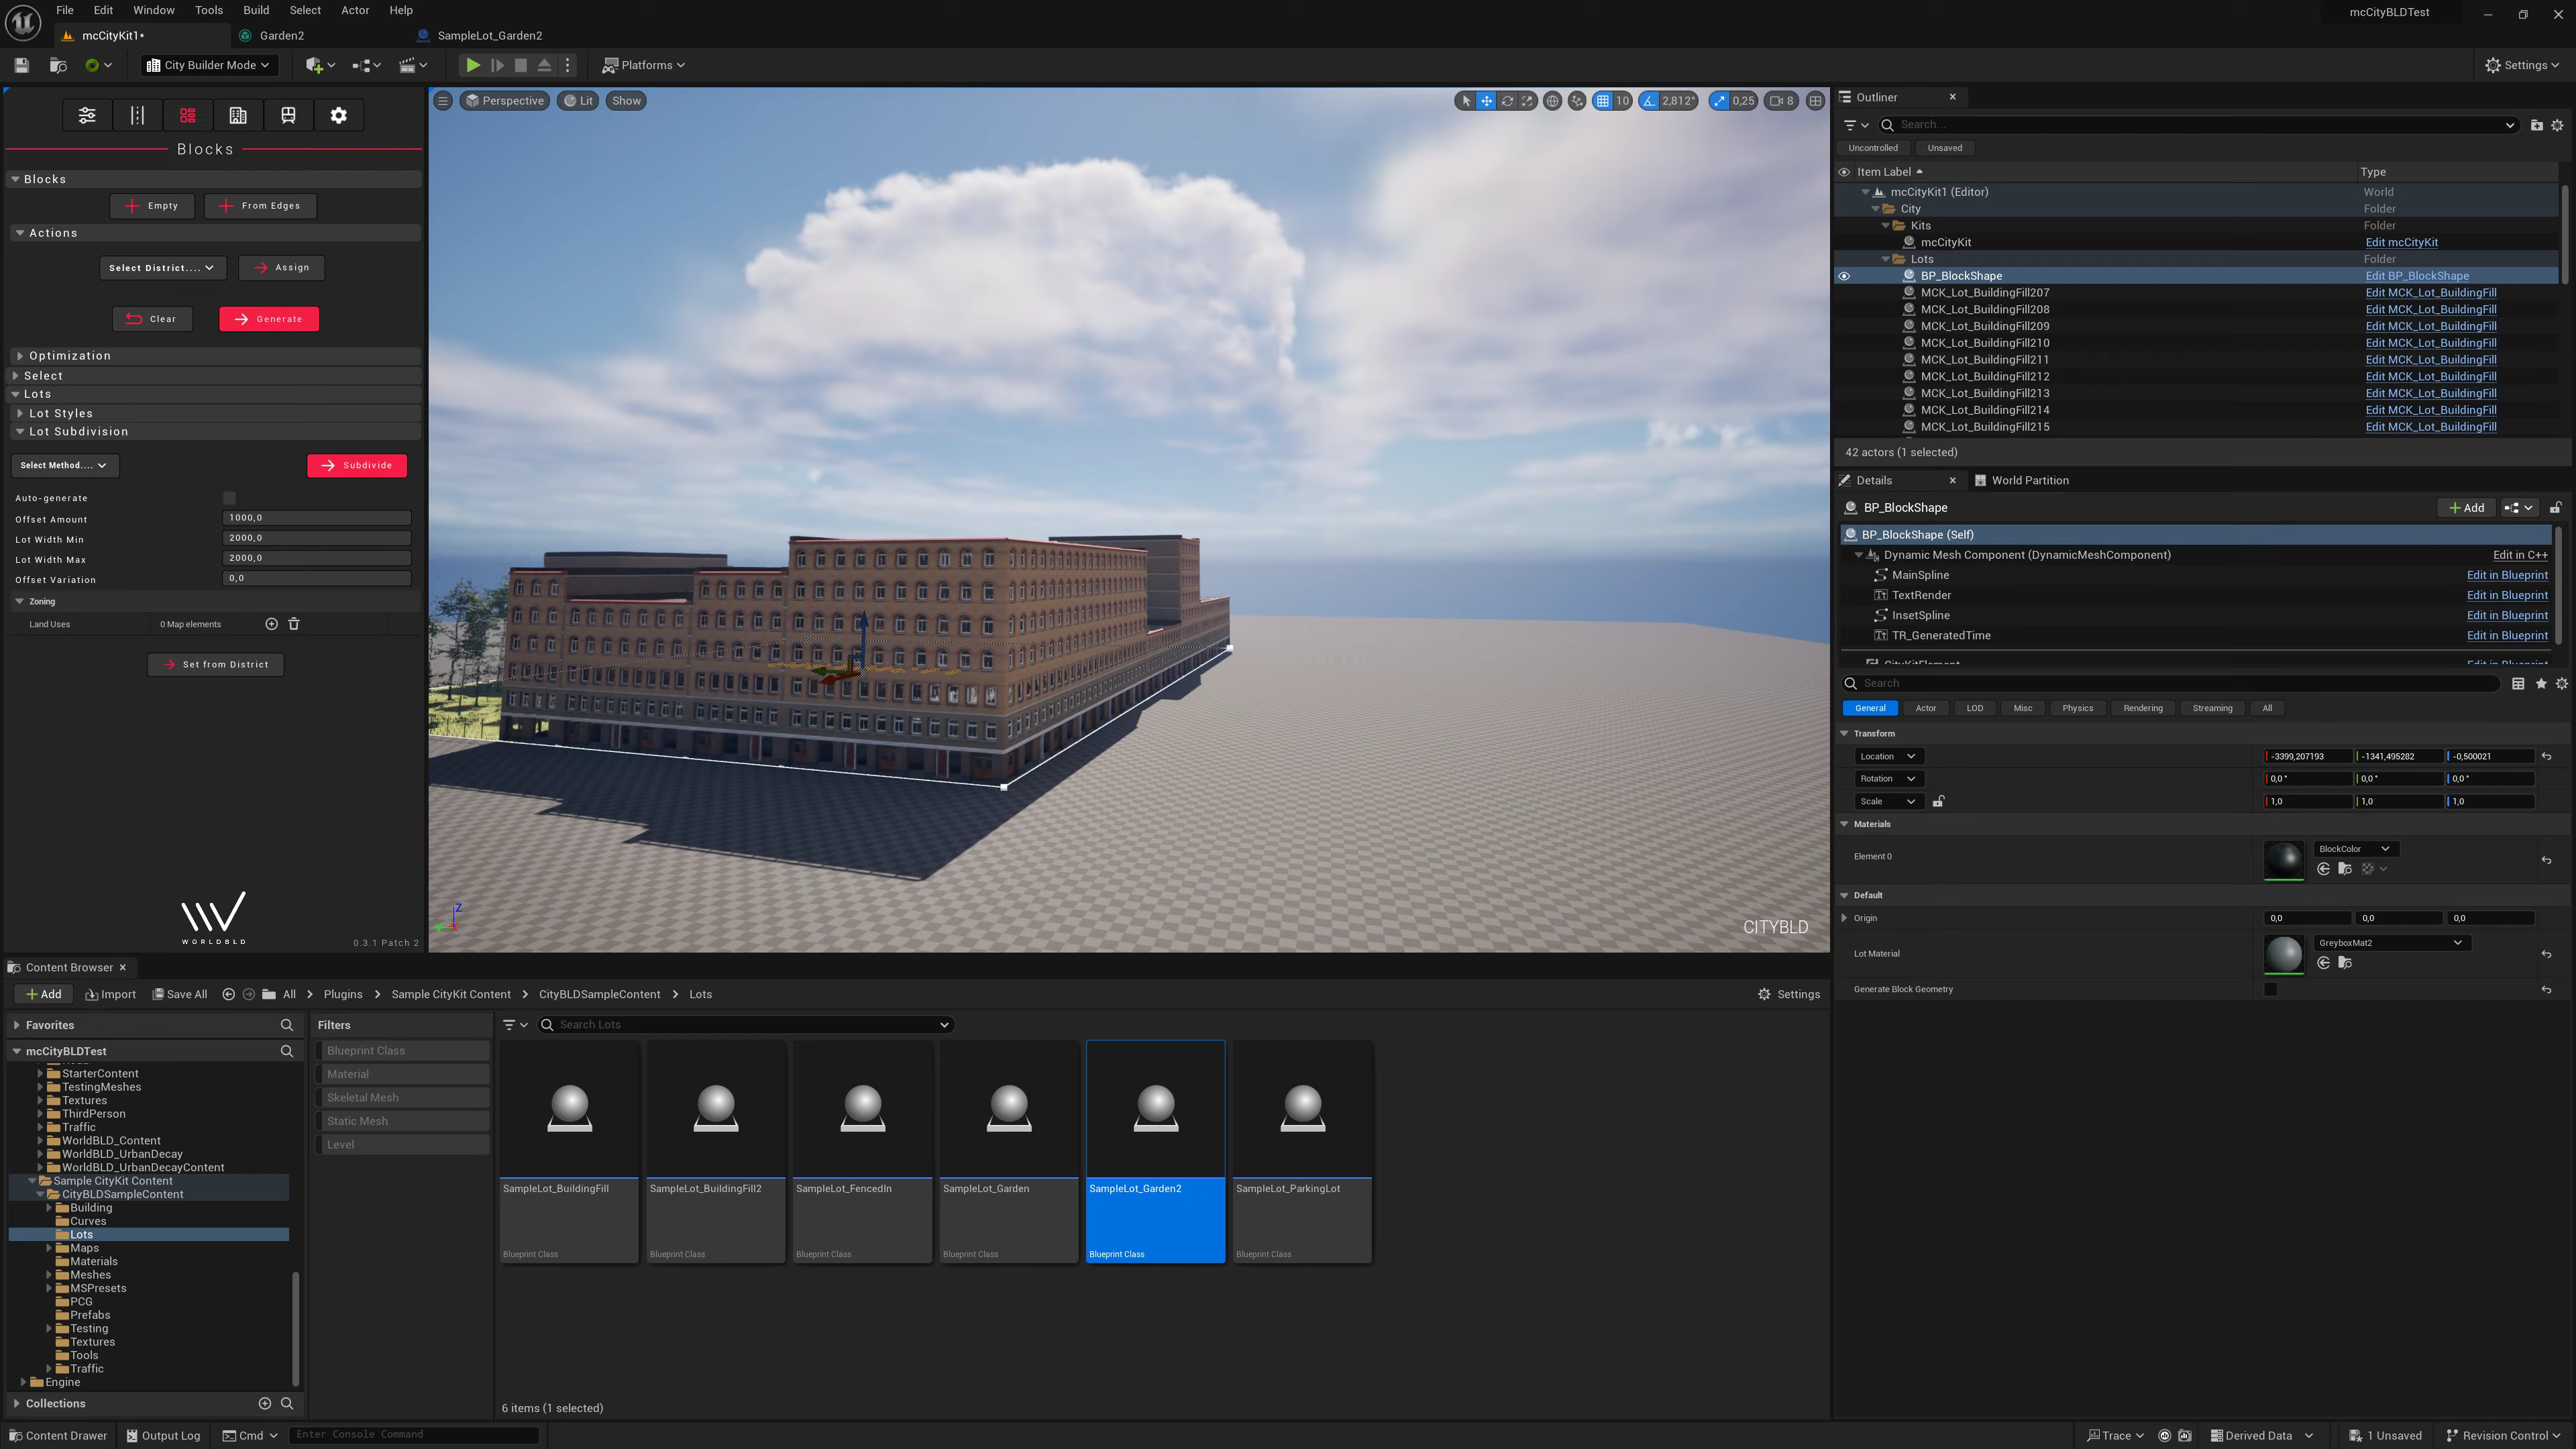 File Edit Window Tools Build Select Actor Help
mcCityBLDTest
mcCityKit1*
Garden2
SampleLot_Garden2
City Builder Mode
Platforms
Settings
Blocks
Blocks
Empty
From Edges
Actions
Select District....
Assign
Clear
Generate
Optimization
Select
Lots
Lot Styles
Lot Subdivision
Select Method....
Subdivide
Auto-generate
Offset Amount 1000,0
Lot Width Min 2000,0
Lot Width Max 2000,0
Offset Variation 0,0
Zoning
Land Uses 0 Map elements
Set from District
WORLDBLD
0.3.1 Patch 2
Perspective Lit Show
10 2,812° 0,25 8
Z
CITYBLD
Outliner
Search...
Uncontrolled Unsaved
Item Label Type
mcCityKit1 (Editor) World
City Folder
Kits Folder
mcCityKit Edit mcCityKit
Lots Folder
BP_BlockShape Edit BP_BlockShape
MCK_Lot_BuildingFill207 Edit MCK_Lot_BuildingFill
MCK_Lot_BuildingFill208 Edit MCK_Lot_BuildingFill
MCK_Lot_BuildingFill209 Edit MCK_Lot_BuildingFill
MCK_Lot_BuildingFill210 Edit MCK_Lot_BuildingFill
MCK_Lot_BuildingFill211 Edit MCK_Lot_BuildingFill
MCK_Lot_BuildingFill212 Edit MCK_Lot_BuildingFill
MCK_Lot_BuildingFill213 Edit MCK_Lot_BuildingFill
MCK_Lot_BuildingFill214 Edit MCK_Lot_BuildingFill
MCK_Lot_BuildingFill215 Edit MCK_Lot_BuildingFill
42 actors (1 selected)
Details World Partition
BP_BlockShape Add
BP_BlockShape (Self)
Dynamic Mesh Component (DynamicMeshComponent) Edit in C++
MainSpline Edit in Blueprint
TextRender Edit in Blueprint
InsetSpline Edit in Blueprint
TR_GeneratedTime Edit in Blueprint
CityKitElement Edit in Blueprint
Search
General Actor LOD Misc Physics Rendering Streaming All
Transform
Location -3399,207193 -1341,495282 -0,500021
Rotation 0,0 ° 0,0 ° 0,0 °
Scale 1,0 1,0 1,0
Materials
Element 0 BlockColor
Default
Origin 0,0 0,0 0,0
Lot Material GreyboxMat2
Generate Block Geometry
Content Browser
Add Import Save All All Plugins Sample CityKit Content CityBLDSampleContent Lots Settings
Favorites
mcCityBLDTest
StarterContent
TestingMeshes
Textures
ThirdPerson
Traffic
WorldBLD_Content
WorldBLD_UrbanDecay
WorldBLD_UrbanDecayContent
Sample CityKit Content
CityBLDSampleContent
Building
Curves
Lots
Maps
Materials
Meshes
MSPresets
PCG
Prefabs
Testing
Textures
Tools
Traffic
Engine
Collections
Filters
Blueprint Class
Material
Skeletal Mesh
Static Mesh
Level
Search Lots
SampleLot_BuildingFill
Blueprint Class
SampleLot_BuildingFill2
Blueprint Class
SampleLot_FencedIn
Blueprint Class
SampleLot_Garden
Blueprint Class
SampleLot_Garden2
Blueprint Class
SampleLot_ParkingLot
Blueprint Class
6 items (1 selected)
Content Drawer Output Log Cmd Enter Console Command
Trace Derived Data 1 Unsaved Revision Control